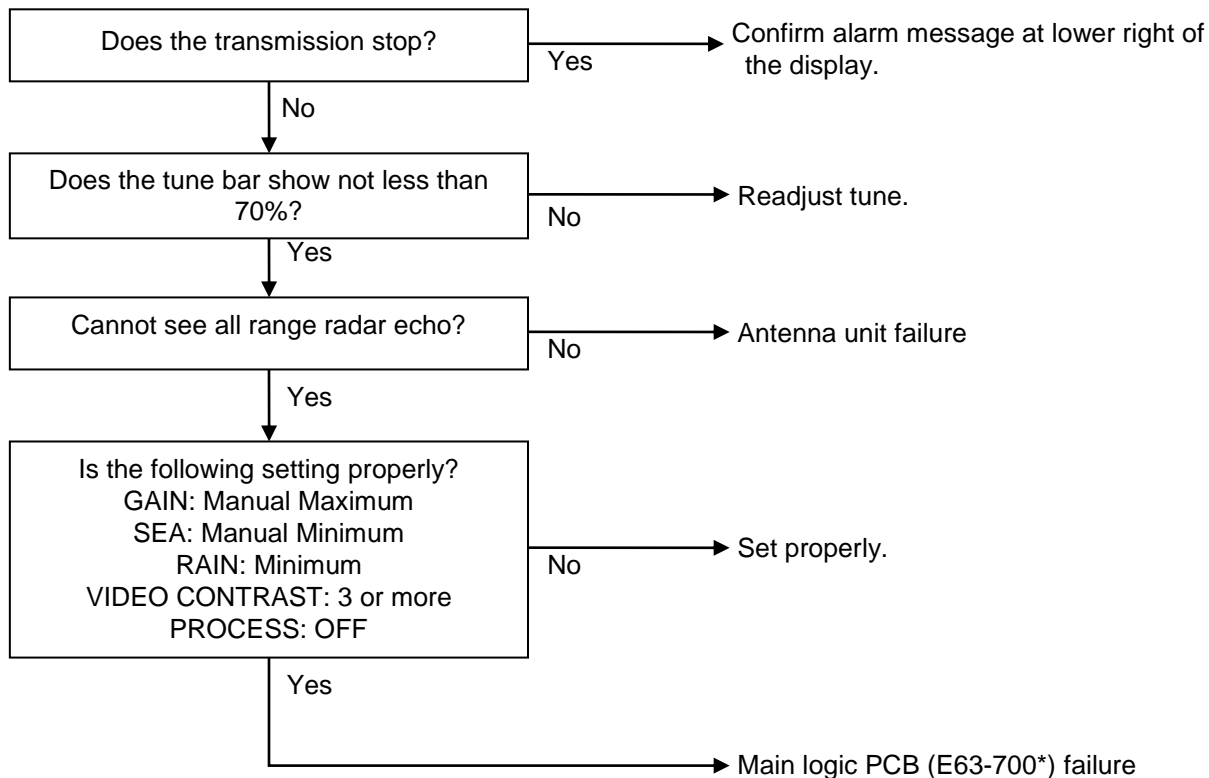 Does the transmission stop?
Yes
Confirm alarm message at lower right of
the display.
No
Does the tune bar show not less than
70%?
No
Readjust tune.
Yes
Cannot see all range radar echo?
No
Antenna unit failure
Yes
Is the following setting properly?
GAIN: Manual Maximum
SEA: Manual Minimum
RAIN: Minimum
VIDEO CONTRAST: 3 or more
PROCESS: OFF
No
Set properly.
Yes
Main logic PCB (E63-700*) failure